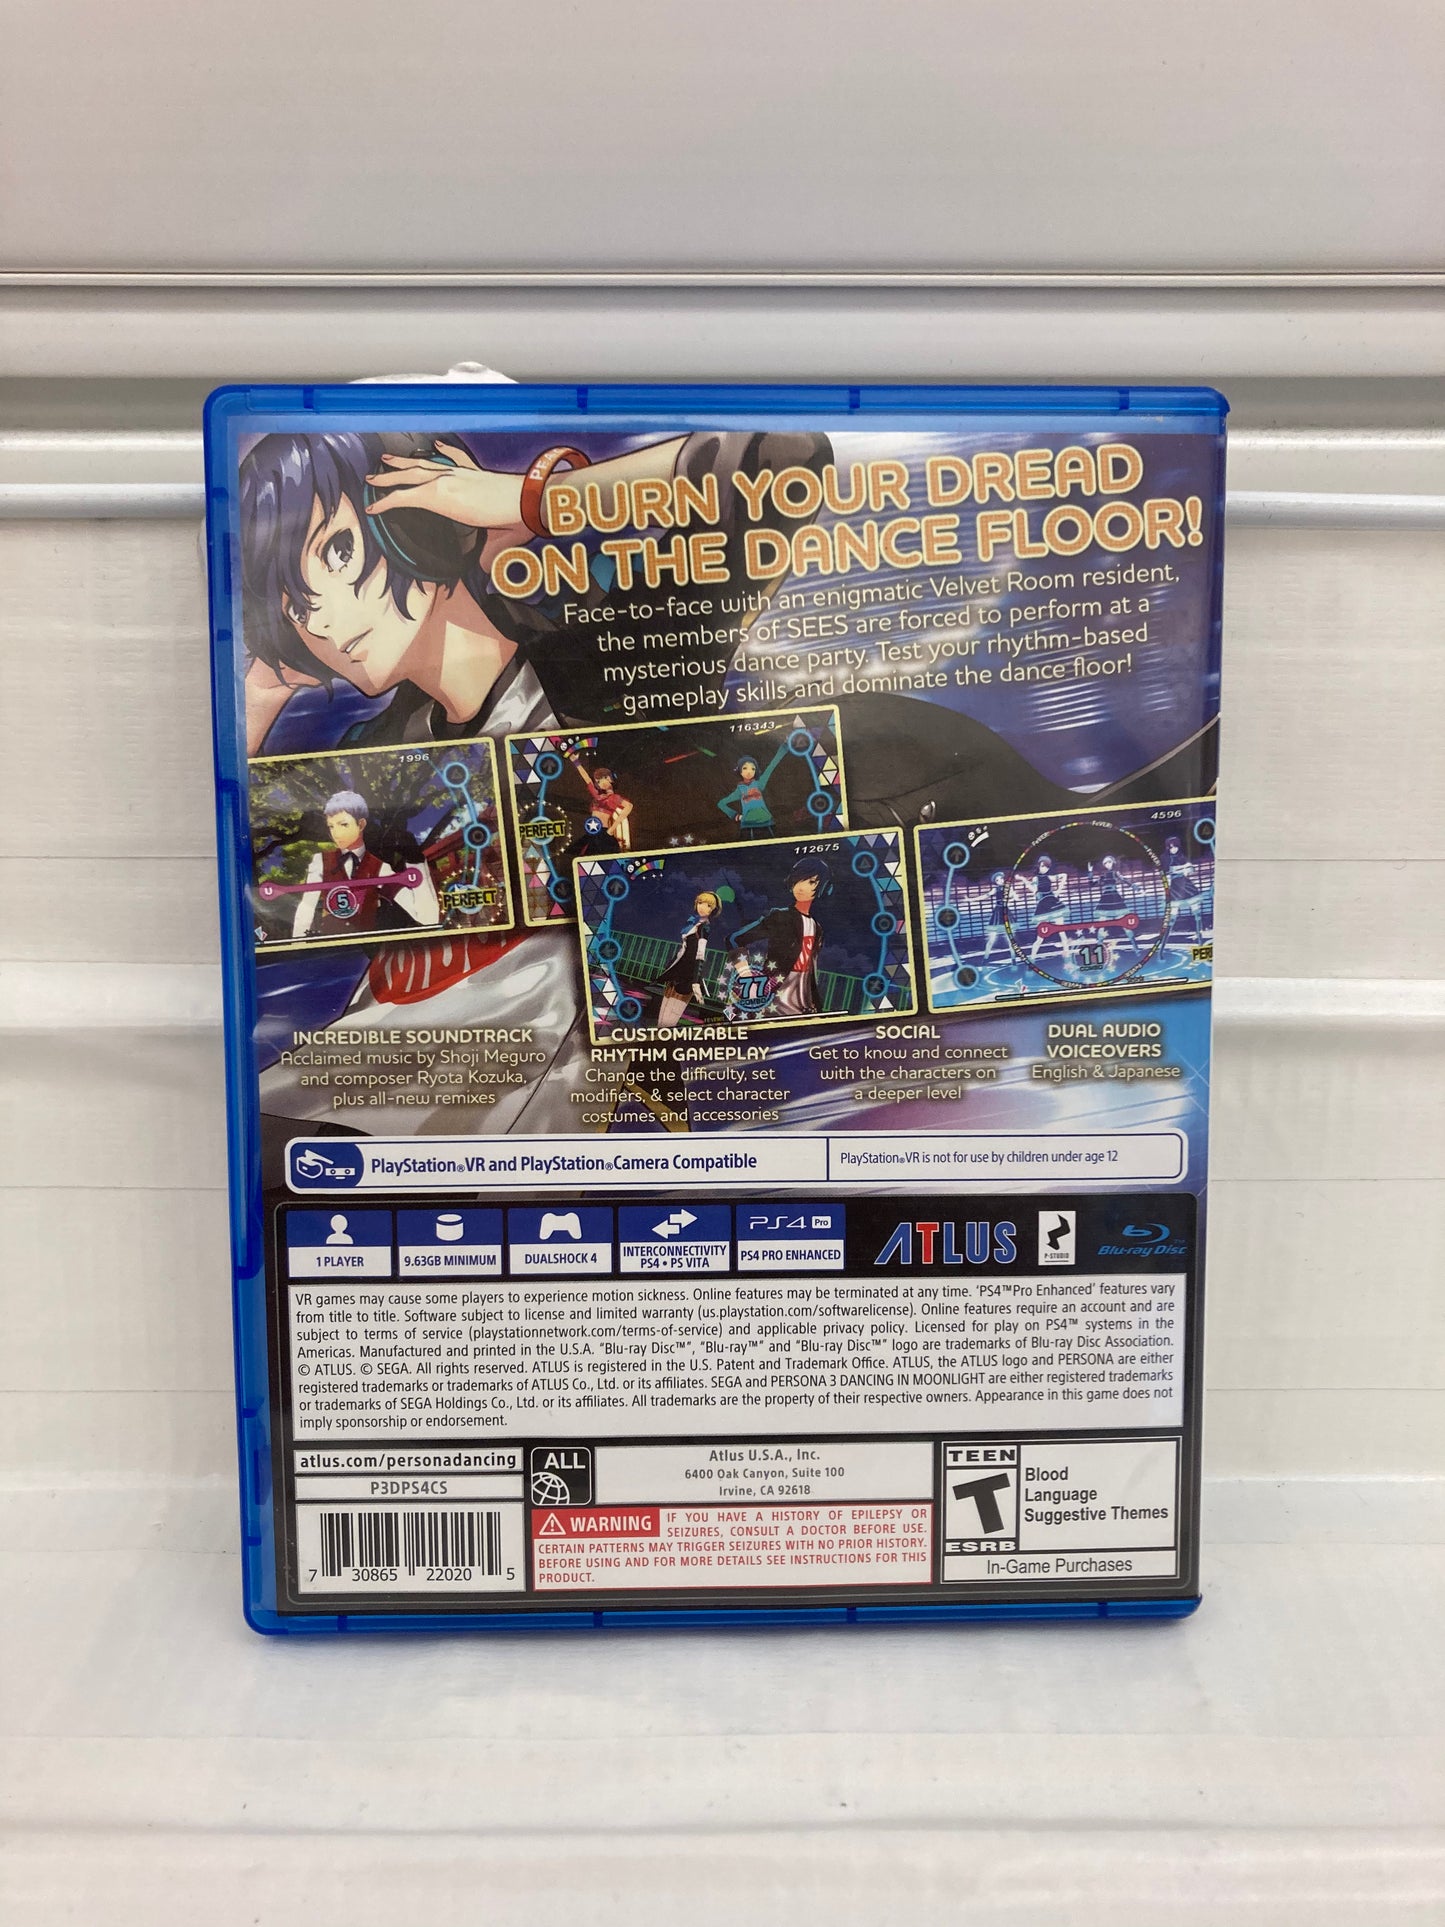 PEA
BURN YOUR DREAD
ON THE DANCE FLOOR!
Face-to-face with an enigmatic Velvet Room resident,
the members of SEES are forced to perform at a
mysterious dance party. Test your rhythm-based
gameplay skills and dominate the dance floor!
1996
U
U
5
PERFECT
116343
PERFECT
112675
77
COMBO
4596
FeVER!
U
U
11
COMBO
PERF
INCREDIBLE SOUNDTRACK
Acclaimed music by Shoji Meguro
and composer Ryota Kozuka,
plus all-new remixes
CUSTOMIZABLE
RHYTHM GAMEPLAY
Change the difficulty, set
modifiers, & select character
costumes and accessories
SOCIAL
Get to know and connect
with the characters on
a deeper level
DUAL AUDIO
VOICEOVERS
English & Japanese
PlayStation®VR and PlayStation®Camera Compatible
PlayStation®VR is not for use by children under age 12
1 PLAYER
9.63GB MINIMUM
DUALSHOCK 4
INTERCONNECTIVITY
PS4 • PS VITA
PS4 Pro
PS4 PRO ENHANCED
ATLUS
P-STUDIO
Blu-ray Disc™
VR games may cause some players to experience motion sickness. Online features may be terminated at any time. 'PS4™Pro Enhanced' features vary
from title to title. Software subject to license and limited warranty (us.playstation.com/softwarelicense). Online features require an account and are
subject to terms of service (playstationnetwork.com/terms-of-service) and applicable privacy policy. Licensed for play on PS4™ systems in the
Americas. Manufactured and printed in the U.S.A. "Blu-ray Disc™", "Blu-ray™" and "Blu-ray Disc™" logo are trademarks of Blu-ray Disc Association.
© ATLUS. © SEGA. All rights reserved. ATLUS is registered in the U.S. Patent and Trademark Office. ATLUS, the ATLUS logo and PERSONA are either
registered trademarks or trademarks of ATLUS Co., Ltd. or its affiliates. SEGA and PERSONA 3 DANCING IN MOONLIGHT are either registered trademarks
or trademarks of SEGA Holdings Co., Ltd. or its affiliates. All trademarks are the property of their respective owners. Appearance in this game does not
imply sponsorship or endorsement.
atlus.com/personadancing
P3DPS4CS
7 30865 22020 5
ALL
Atlus U.S.A., Inc.
6400 Oak Canyon, Suite 100
Irvine, CA 92618
WARNING IF YOU HAVE A HISTORY OF EPILEPSY OR
SEIZURES, CONSULT A DOCTOR BEFORE USE.
CERTAIN PATTERNS MAY TRIGGER SEIZURES WITH NO PRIOR HISTORY.
BEFORE USING AND FOR MORE DETAILS SEE INSTRUCTIONS FOR THIS
PRODUCT.
TEEN
T
ESRB
Blood
Language
Suggestive Themes
In-Game Purchases